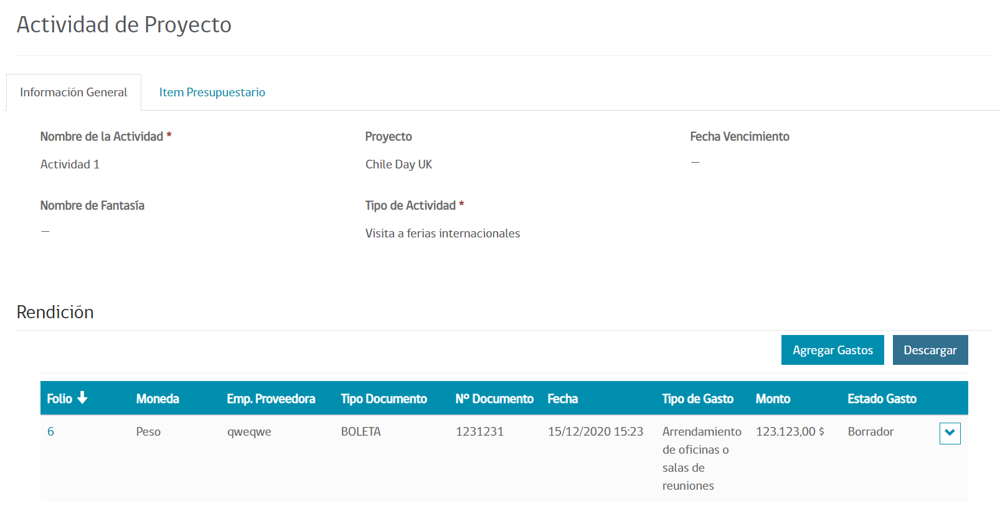 Actividad de Proyecto
Información General Item Presupuestario
Nombre de la Actividad * Proyecto Fecha Vencimiento
Actividad 1 Chile Day UK —
Nombre de Fantasía Tipo de Actividad *
— Visita a ferias internacionales
Rendición
Agregar Gastos Descargar
Folio Moneda Emp. Proveedora Tipo Documento Nº Documento Fecha Tipo de Gasto Monto Estado Gasto
6 Peso qweqwe BOLETA 1231231 15/12/2020 15:23 Arrendamiento 123.123,00 $ Borrador
de oficinas o
salas de
reuniones